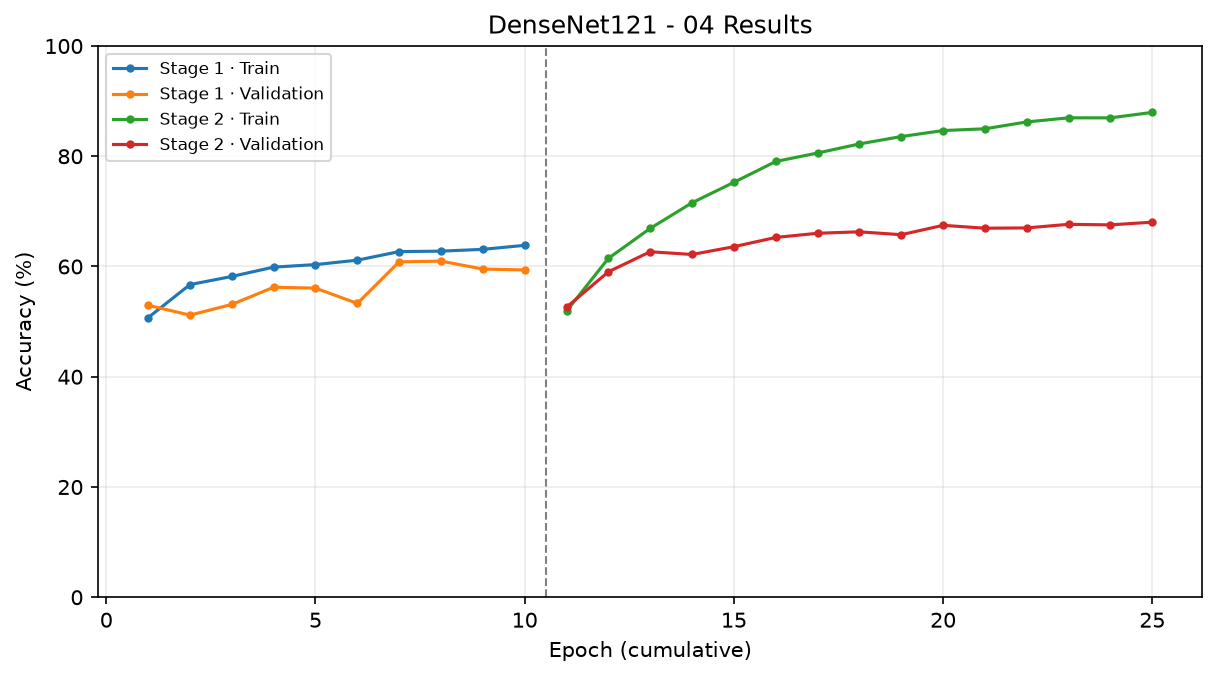 DenseNet121 - 04 Results
Stage 1 · Train
Stage 1 · Validation
Stage 2 · Train
Stage 2 · Validation
Accuracy (%)
100
80
60
40
20
0
0 5 10 15 20 25
Epoch (cumulative)